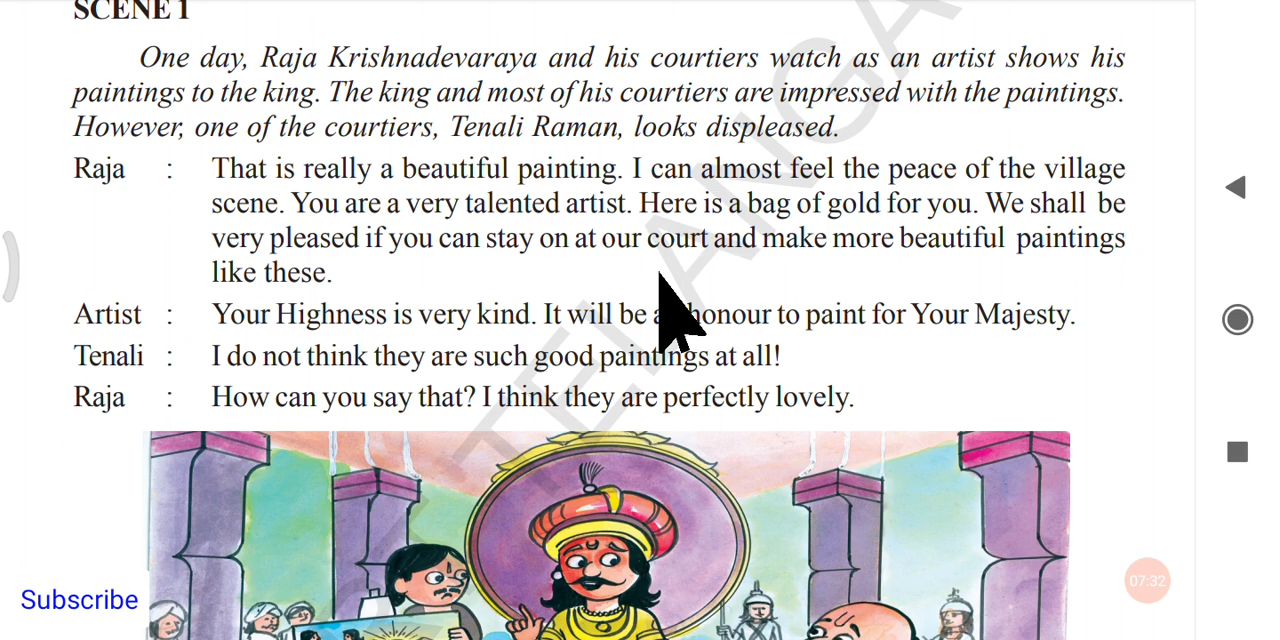 SCENE 1
One day, Raja Krishnadevaraya and his courtiers watch as an artist shows his
paintings to the king. The king and most of his courtiers are impressed with the paintings.
However, one of the courtiers, Tenali Raman, looks displeased.
Raja : That is really a beautiful painting. I can almost feel the peace of the village
scene. You are a very talented artist. Here is a bag of gold for you. We shall be
very pleased if you can stay on at our court and make more beautiful paintings
like these.
Artist : Your Highness is very kind. It will be honour to paint for Your Majesty.
Tenali : I do not think they are such good paintings at all!
Raja : How can you say that? I think they are perfectly lovely.
TELANGA
Subscribe
07:32